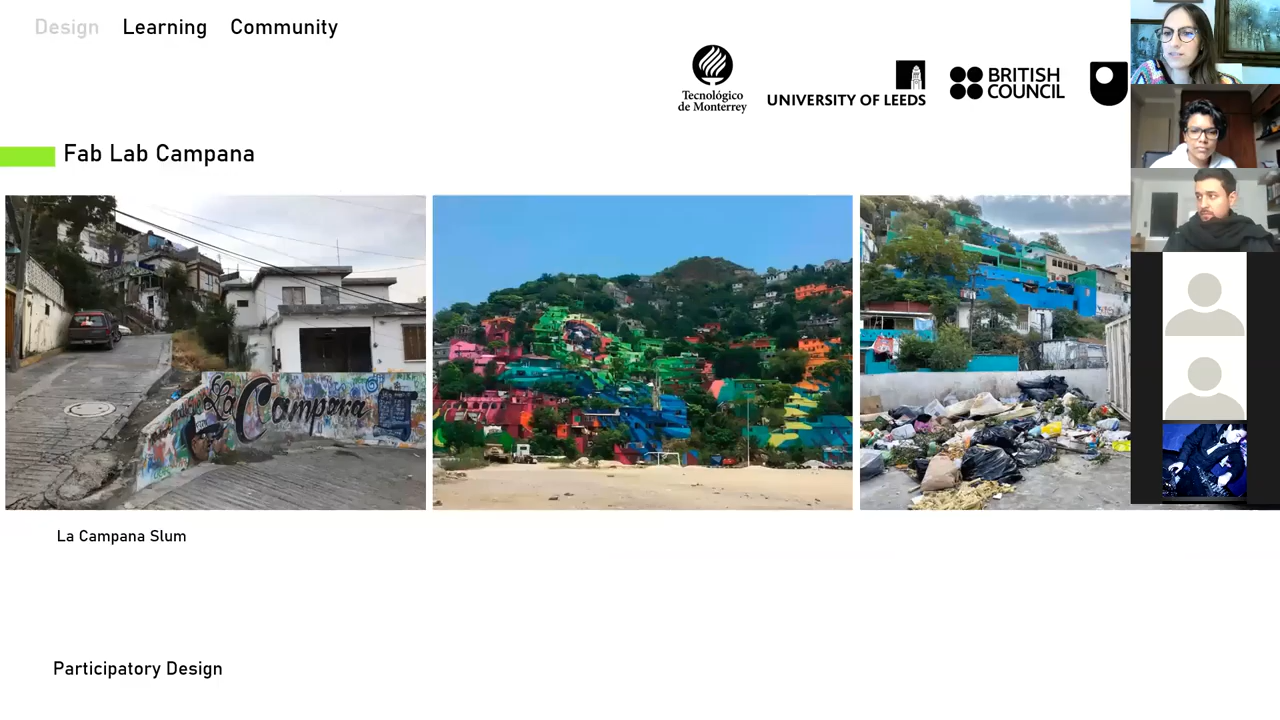 Design Learning Community
Tecnológico
de Monterrey
UNIVERSITY OF LEEDS
BRITISH
COUNCIL
Fab Lab Campana
La
Campana
La Campana Slum
Participatory Design